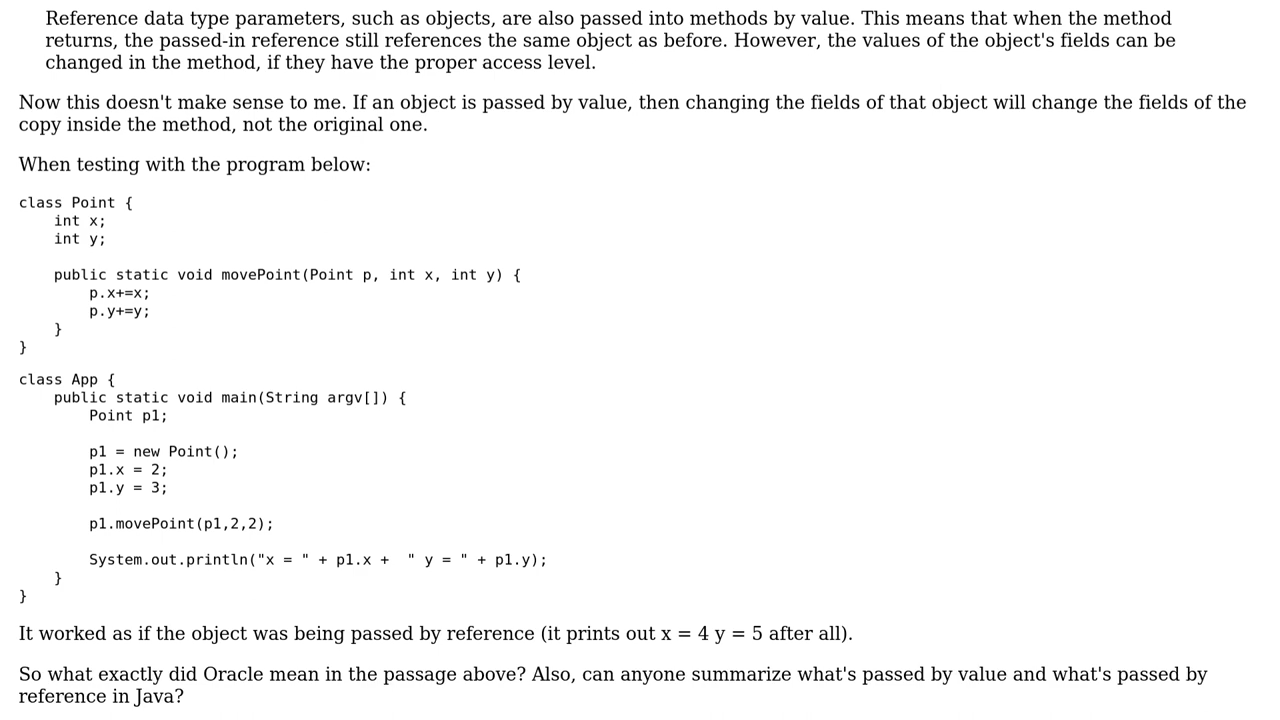 Reference data type parameters, such as objects, are also passed into methods by value. This means that when the method
returns, the passed-in reference still references the same object as before. However, the values of the object's fields can be
changed in the method, if they have the proper access level.
Now this doesn't make sense to me. If an object is passed by value, then changing the fields of that object will change the fields of the
copy inside the method, not the original one.
When testing with the program below:
class Point {
    int x;
    int y;
    public static void movePoint(Point p, int x, int y) {
        p.x+=x;
        p.y+=y;
    }
}
class App {
    public static void main(String argv[]) {
        Point p1;
        p1 = new Point();
        p1.x = 2;
        p1.y = 3;
        p1.movePoint(p1,2,2);
        System.out.println("x = " + p1.x +  " y = " + p1.y);
    }
}
It worked as if the object was being passed by reference (it prints out x = 4 y = 5 after all).
So what exactly did Oracle mean in the passage above? Also, can anyone summarize what's passed by value and what's passed by
reference in Java?